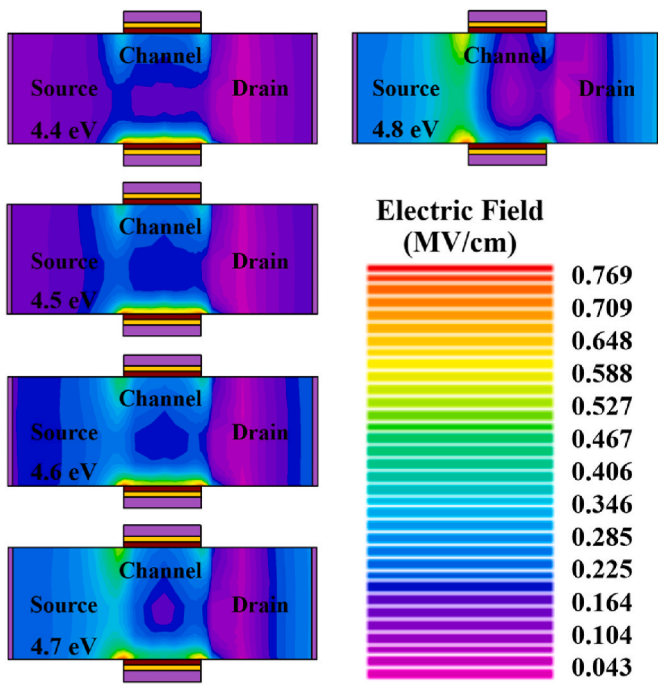 Channel
Source
Drain
4.4 eV
Channel
Source
Drain
4.8 eV
Channel
Source
Drain
4.5 eV
Channel
Source
Drain
4.6 eV
Channel
Source
Drain
4.7 eV
Electric Field
(MV/cm)
0.769
0.709
0.648
0.588
0.527
0.467
0.406
0.346
0.285
0.225
0.164
0.104
0.043